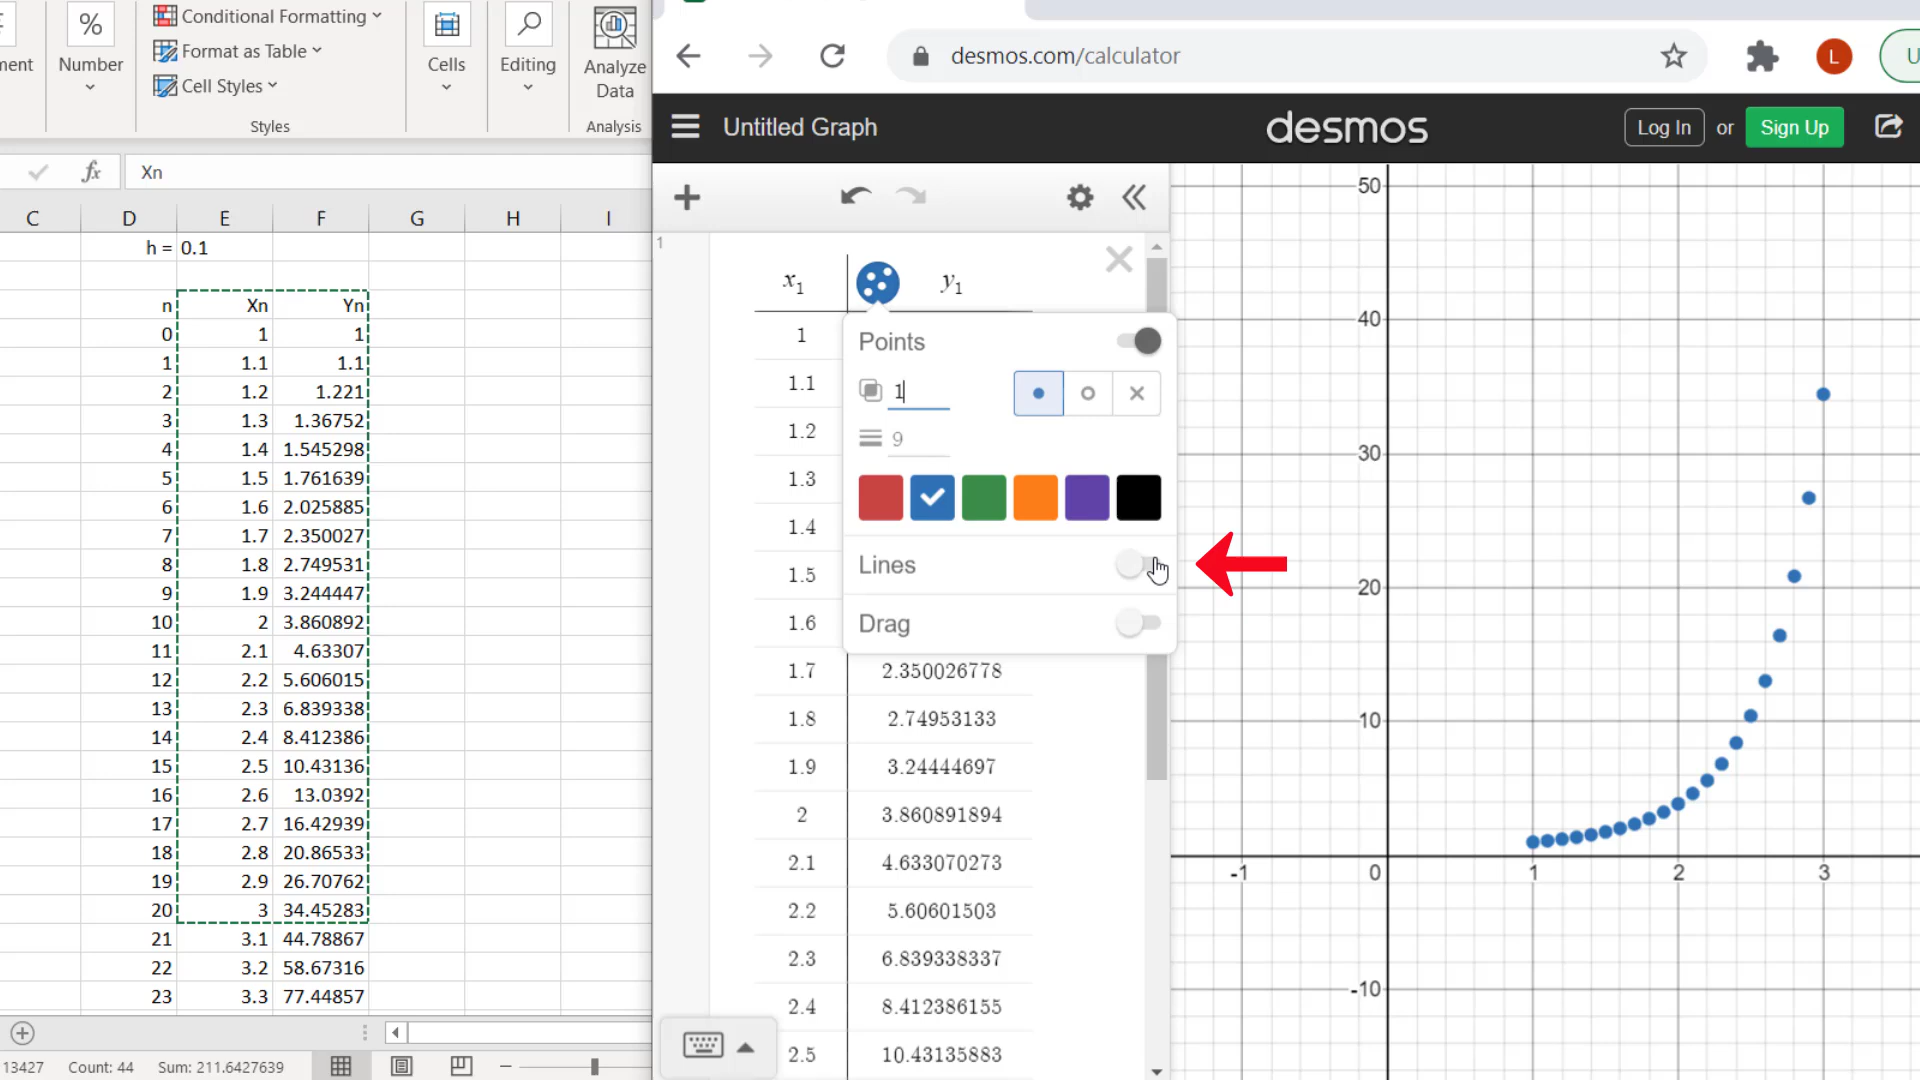 Conditional Formatting
Format as Table
Cell Styles
Styles
%
Number
Cells
Editing
Analyze
Data
Analysis
fx
Xn
C D E F G H I
h = 0.1
n Xn Yn
0 1 1
1 1.1 1.1
2 1.2 1.221
3 1.3 1.36752
4 1.4 1.545298
5 1.5 1.761639
6 1.6 2.025885
7 1.7 2.350027
8 1.8 2.749531
9 1.9 3.244447
10 2 3.860892
11 2.1 4.63307
12 2.2 5.606015
13 2.3 6.839338
14 2.4 8.412386
15 2.5 10.43136
16 2.6 13.0392
17 2.7 16.42939
18 2.8 20.86533
19 2.9 26.70762
20 3 34.45283
21 3.1 44.78867
22 3.2 58.67316
23 3.3 77.44857
13427 Count: 44 Sum: 211.6427639
desmos.com/calculator
L
Untitled Graph
desmos
Log In or Sign Up
1
x₁ y₁
1
1.1
1.2
1.3
1.4
1.5
1.6
1.7 2.350026778
1.8 2.74953133
1.9 3.24444697
2 3.860891894
2.1 4.633070273
2.2 5.60601503
2.3 6.839338337
2.4 8.412386155
2.5 10.43135883
Points
1
9
Lines
Drag
50
40
30
20
10
-1 0 1 2 3
-10